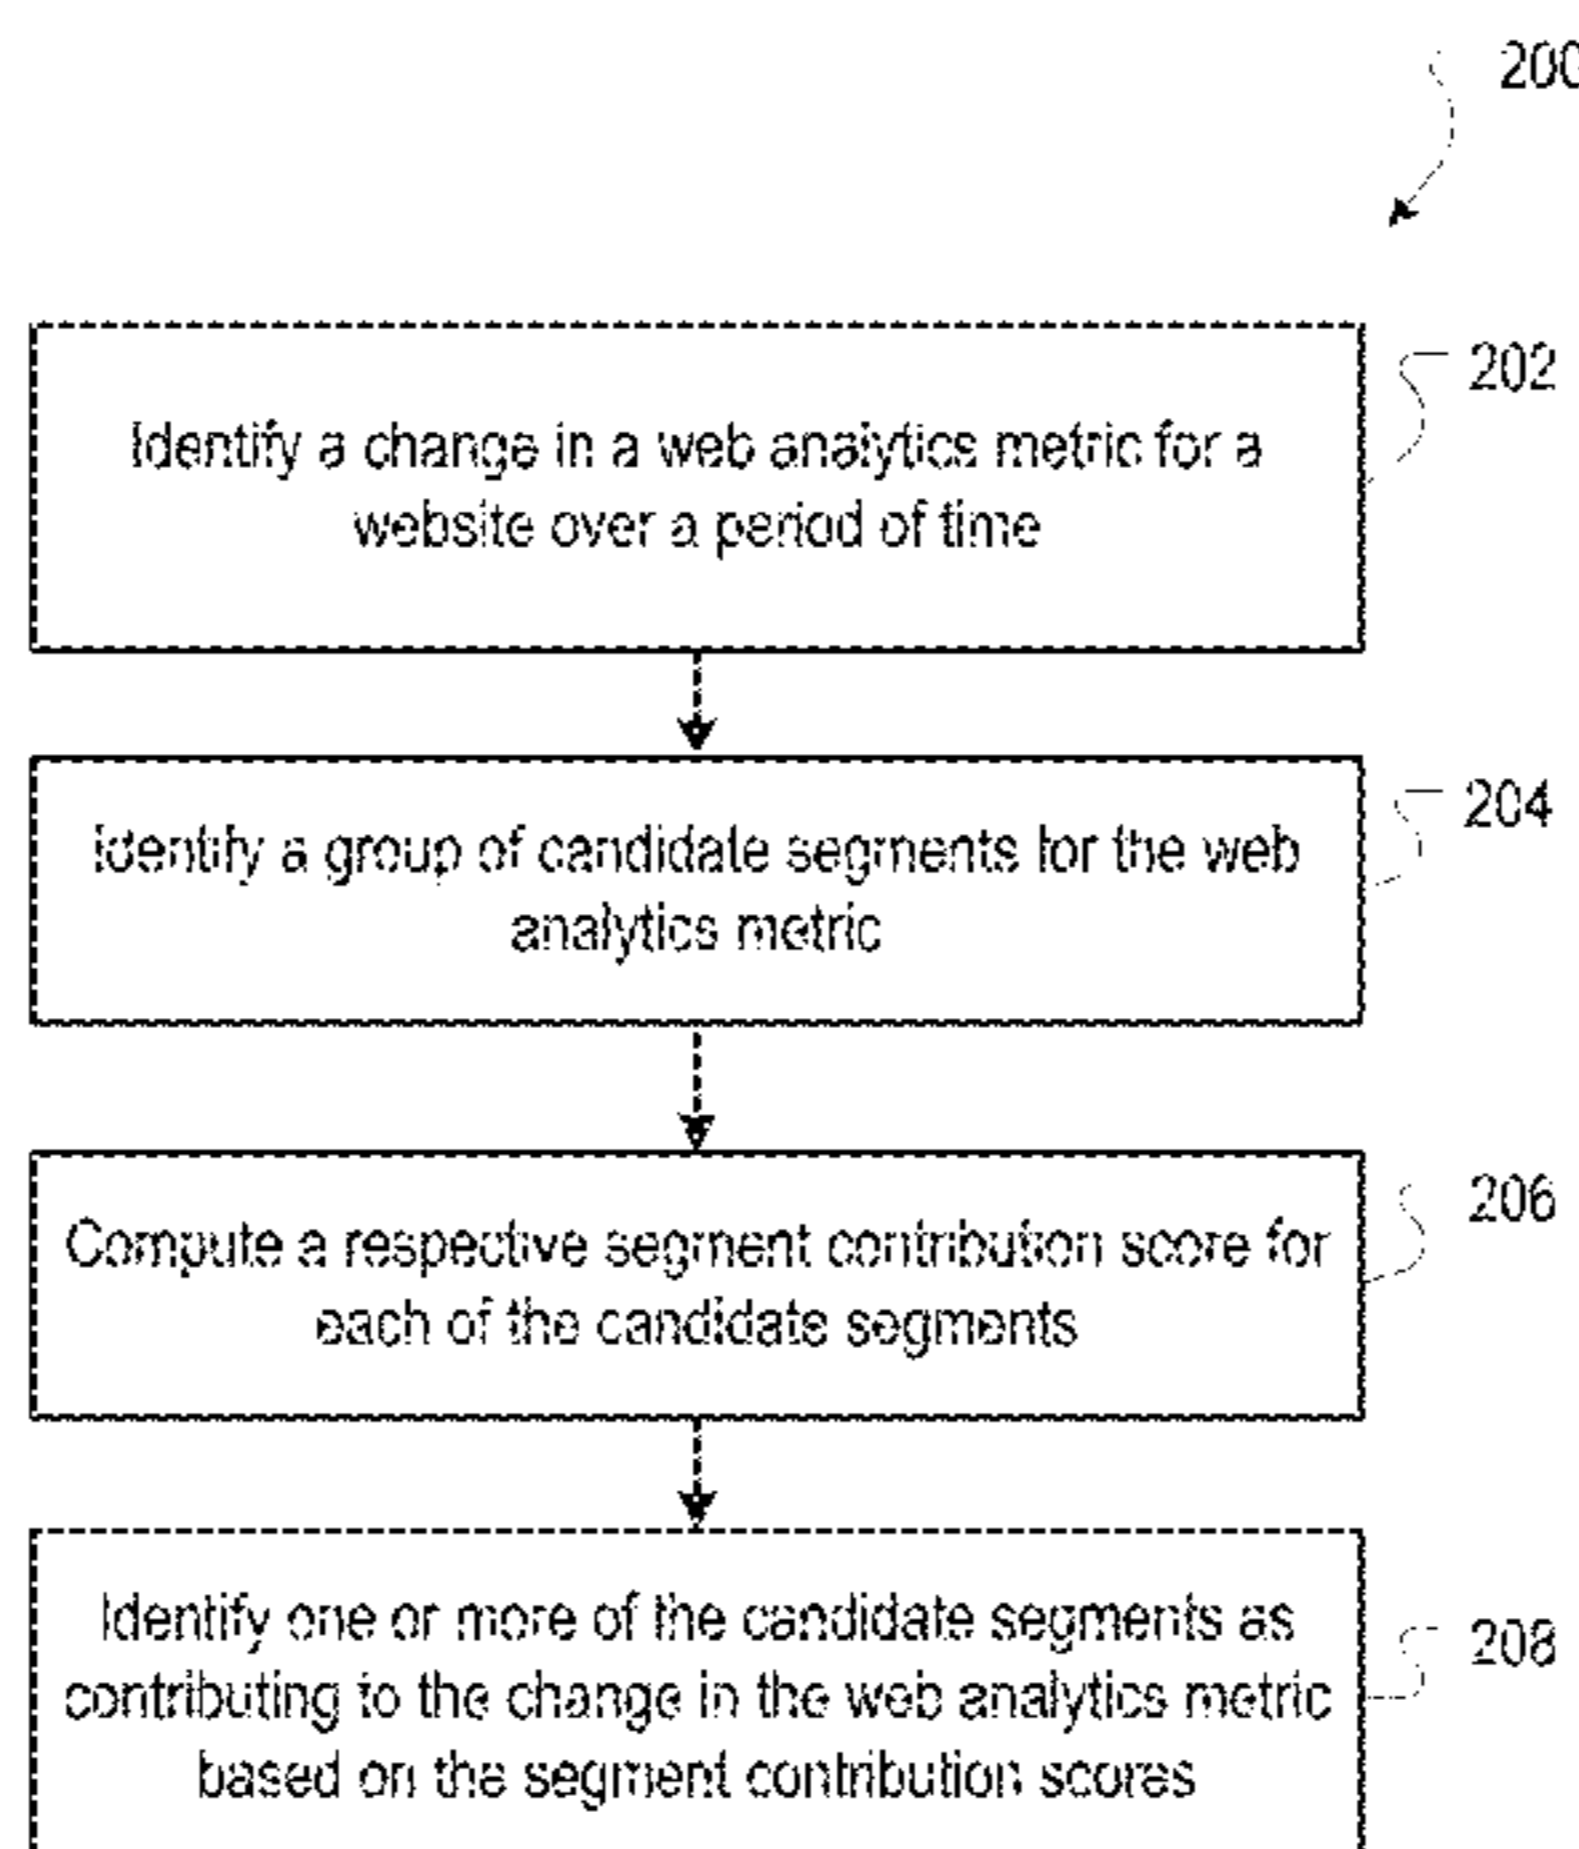 200
202
Identify a change in a web analytics metric for a
website over a period of time
204
Identify a group of candidate segments for the web
analytics metric
206
Compute a respective segment contribution score for
each of the candidate segments
Identify one or more of the candidate segments as
208
contributing to the change in the web analytics metric
based on the segment contribution scores